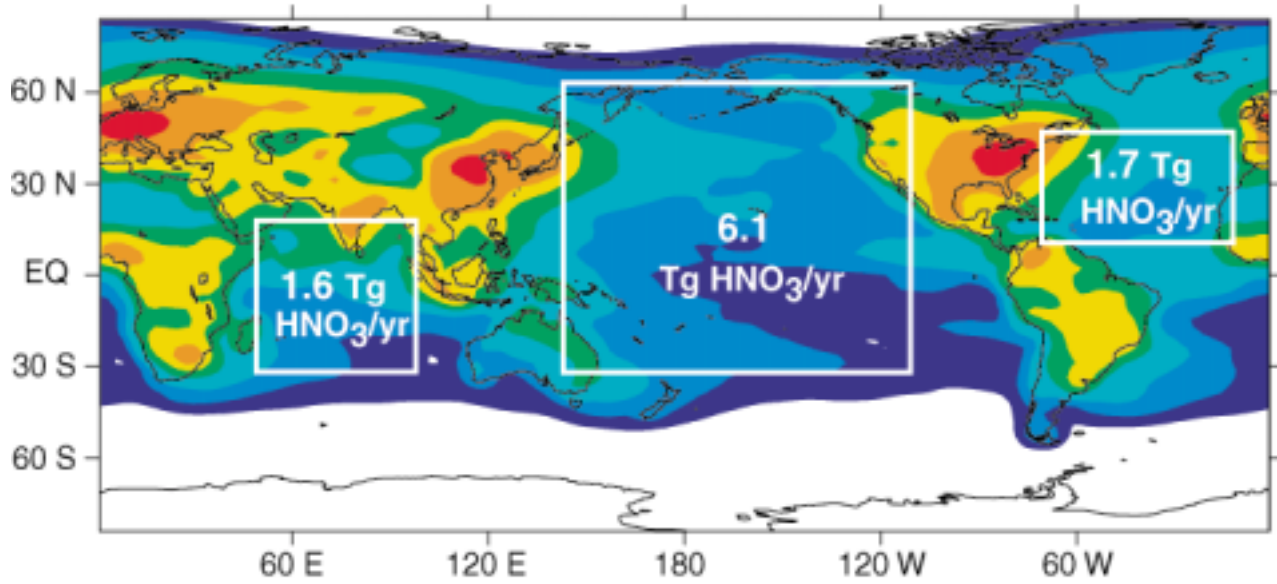 60 N
30 N
EQ
30 S
60 S
1.6 Tg
HNO3/yr
6.1
Tg HNO3/yr
1.7 Tg
HNO3/yr
60 E
120 E
180
120 W
60 W